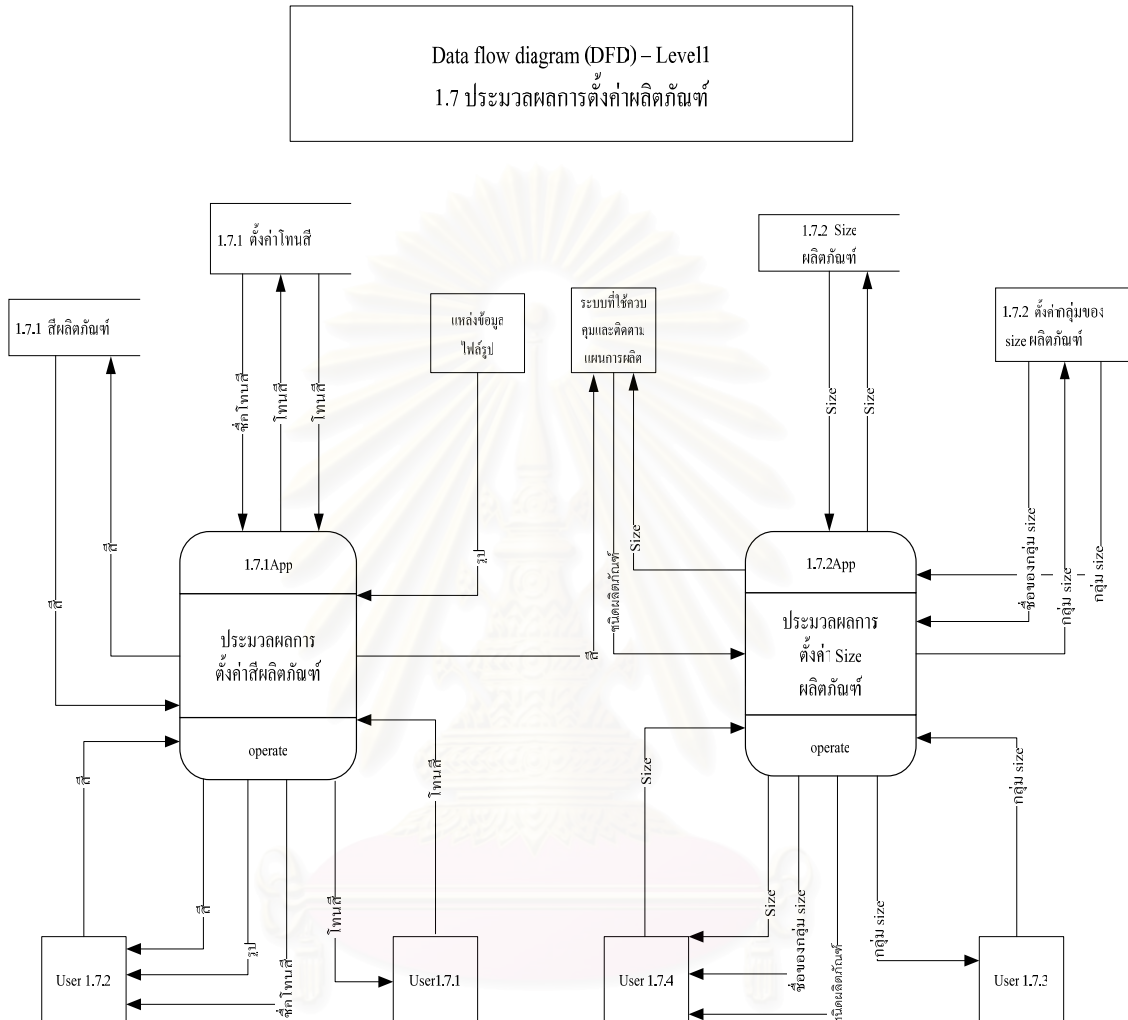 Data flow diagram (DFD) – Level1
1.7 ประมวลผลการตั้งค่าผลิตภัณฑ์
1.7.1 ตั้งค่าโทนสี
1.7.2 Size
ผลิตภัณฑ์
1.7.1 สีผลิตภัณฑ์
แหล่งข้อมูล
ไฟล์รูป
ระบบที่ใช้ควบ
คุมและติดตาม
แผนการผลิต
1.7.2 ตั้งค่ากลุ่มของ
size ผลิตภัณฑ์
ชื่อโทนสี
โทนสี
โทนสี
Size
Size
สี
สี
รูป
สี
ชนิดผลิตภัณฑ์
Size
ชื่อของกลุ่ม size
กลุ่ม size
กลุ่ม size
1.7.1App
ประมวลผลการ
ตั้งค่าสีผลิตภัณฑ์
operate
1.7.2App
ประมวลผลการ
ตั้งค่า Size
ผลิตภัณฑ์
operate
สี
สี
รูป
ชื่อโทนสี
โทนสี
โทนสี
Size
Size
ชื่อของกลุ่ม size
ชนิดผลิตภัณฑ์
กลุ่ม size
กลุ่ม size
User 1.7.2
User1.7.1
User 1.7.4
User 1.7.3